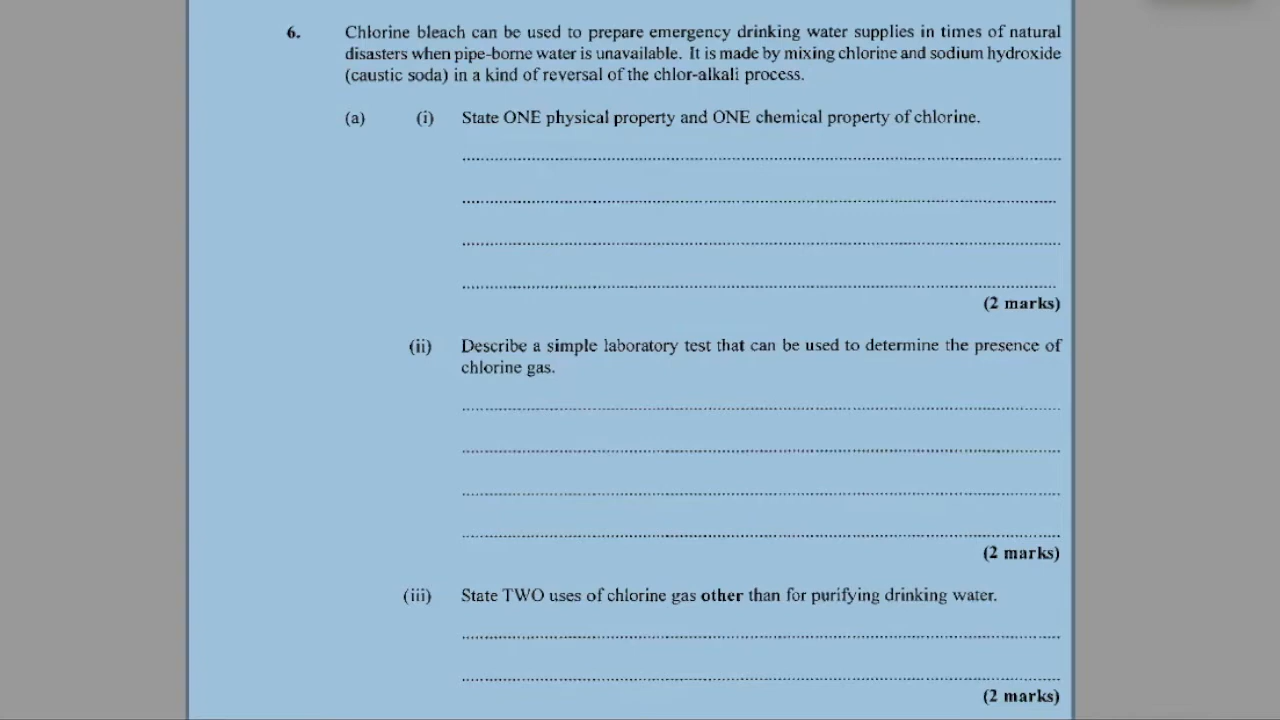 6. Chlorine bleach can be used to prepare emergency drinking water supplies in times of natural
disasters when pipe-borne water is unavailable. It is made by mixing chlorine and sodium hydroxide
(caustic soda) in a kind of reversal of the chlor-alkali process.
(a) (i) State ONE physical property and ONE chemical property of chlorine.
(2 marks)
(ii) Describe a simple laboratory test that can be used to determine the presence of
chlorine gas.
(2 marks)
(iii) State TWO uses of chlorine gas other than for purifying drinking water.
(2 marks)